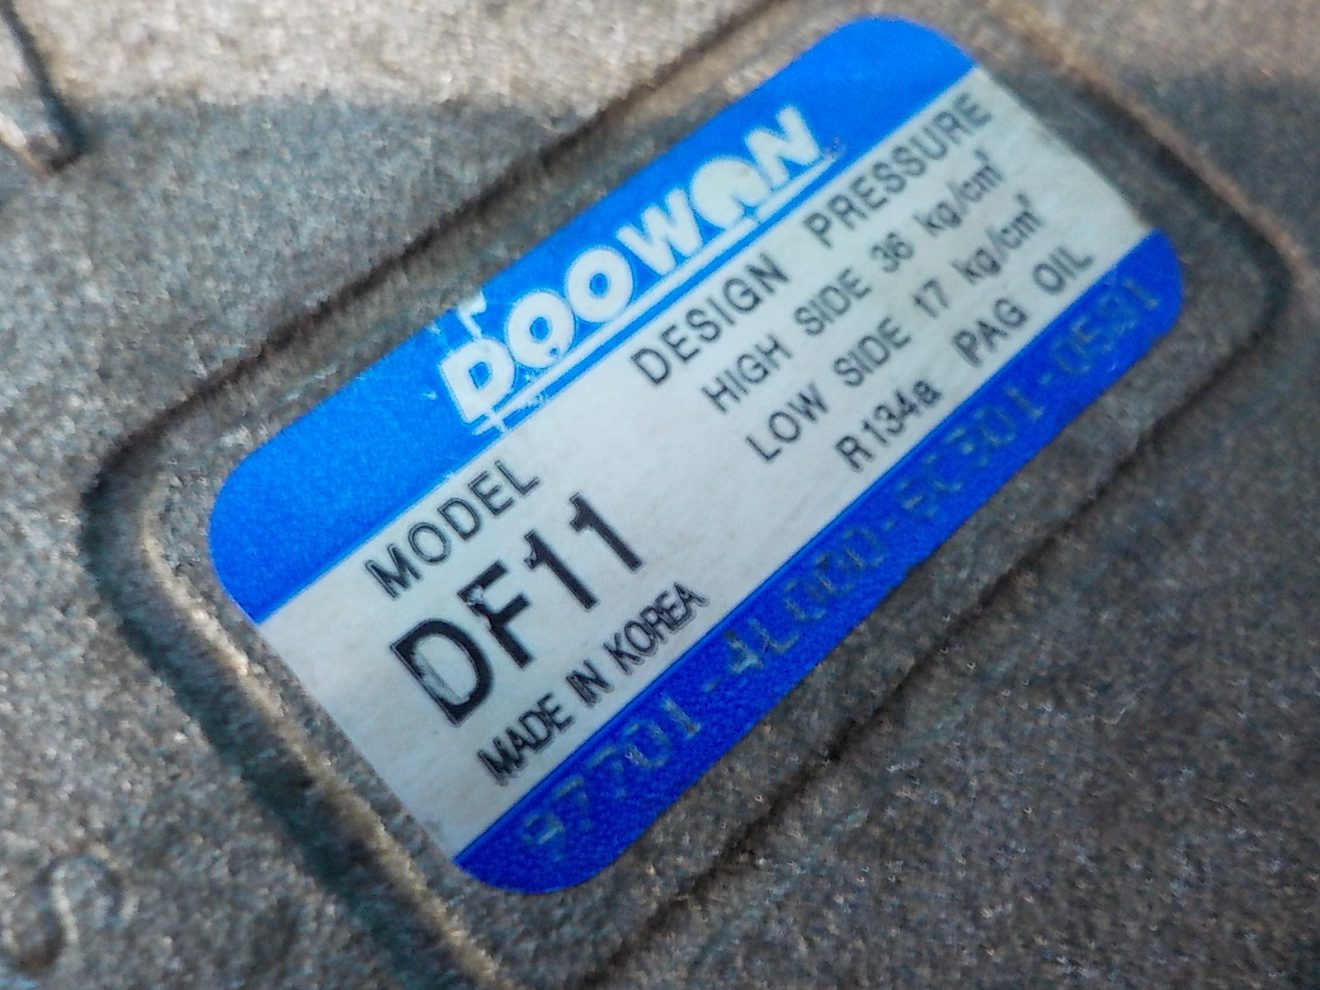 DOOWON
MODEL
DF11
MADE IN KOREA
DESIGN PRESSURE
HIGH SIDE 36 kg/cm²
LOW SIDE 17 kg/cm²
R134a PAG OIL